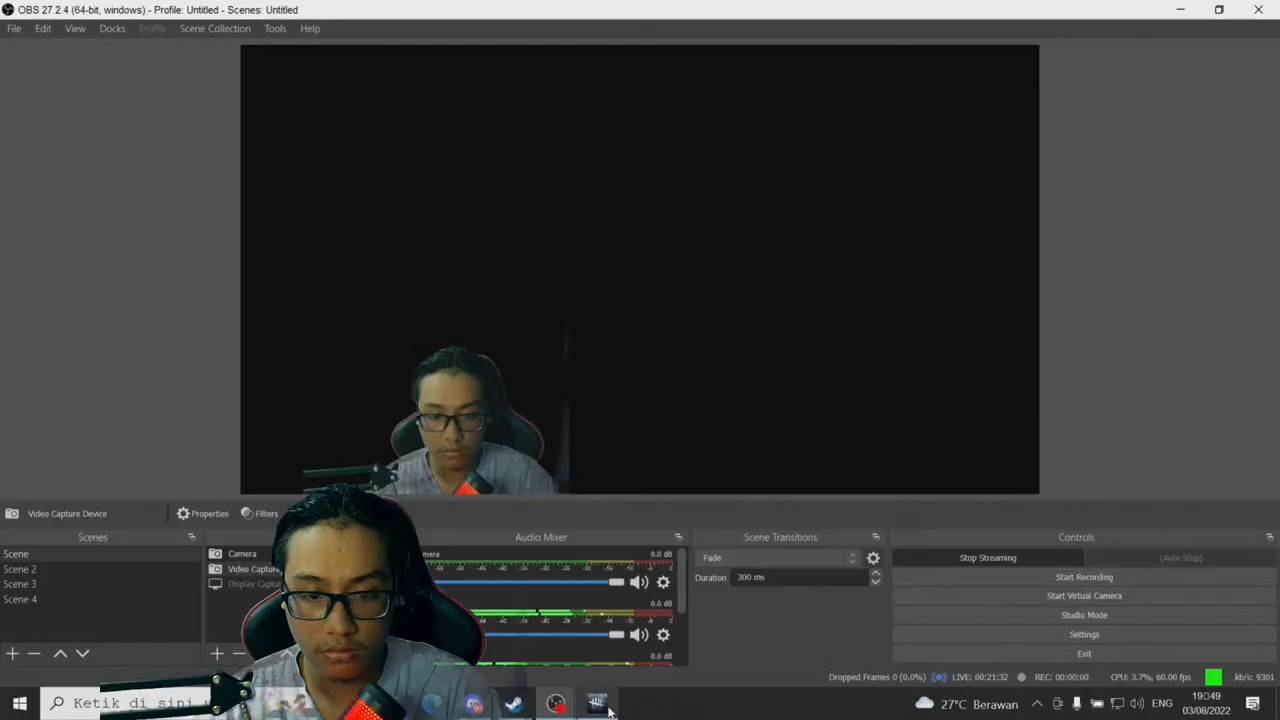 OBS 27.2.4 (64-bit, windows) - Profile: Untitled - Scenes: Untitled
File Edit View Docks Profile Scene Collection Tools Help
Video Capture Device Properties Filters
Scenes Audio Mixer Scene Transitions Controls
Scene
Scene 2
Scene 3
Scene 4
Camera
Video Capture
Display Captur
0.0 dB
0.0 dB
0.0 dB
Fade
Duration 300 ms
Stop Streaming (Auto Stop)
Start Recording
Start Virtual Camera
Studio Mode
Settings
Exit
Dropped Frames 0 (0.0%) LIVE: 00:21:32 REC: 00:00:00 CPU: 3.7%, 60.00 fps kb/s: 9301
Ketik di sini u
27°C Berawan ENG 19:49
03/08/2022